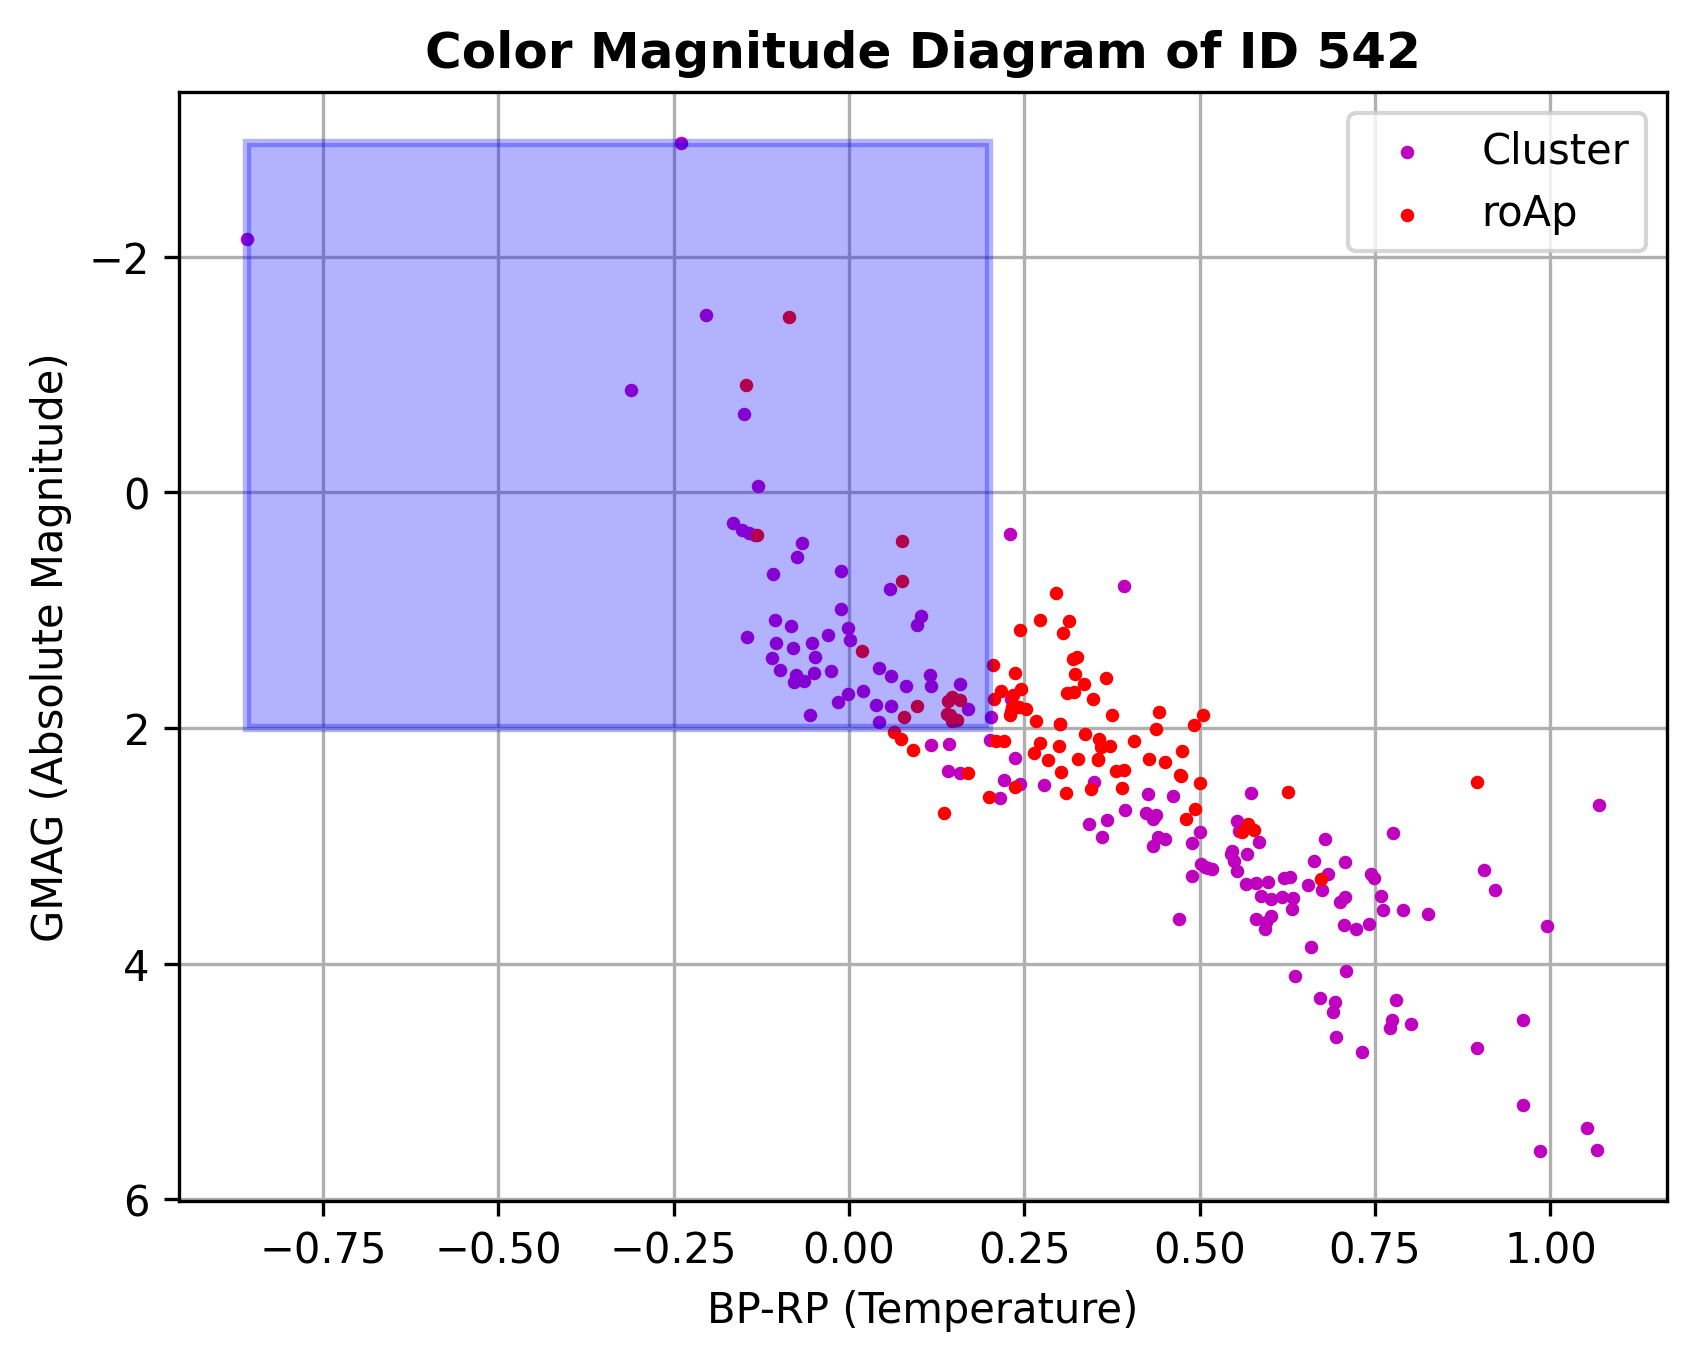 Color Magnitude Diagram of ID 542
Cluster
roAp
GMAG (Absolute Magnitude)
−2
0
2
4
6
−0.75 −0.50 −0.25 0.00 0.25 0.50 0.75 1.00
BP-RP (Temperature)